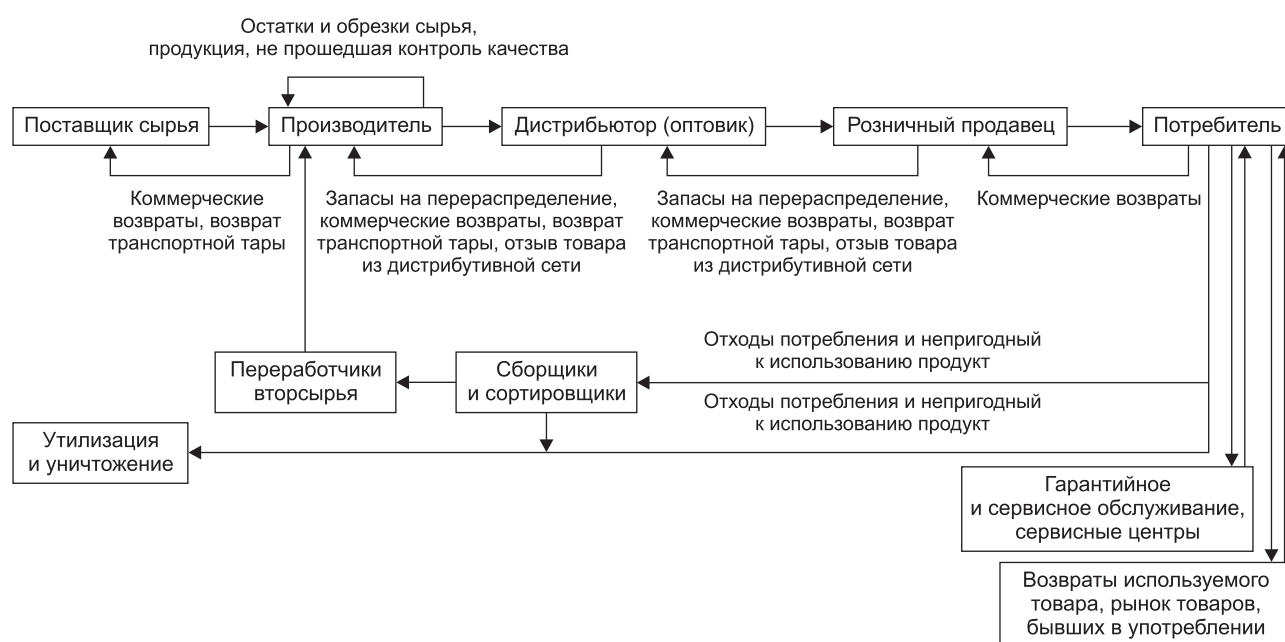 Остатки и обрезки сырья,
продукция, не прошедшая контроль качества
Поставщик сырья
Производитель
Дистрибьютор (оптовик)
Розничный продавец
Потребитель
Коммерческие
возвраты, возврат
транспортной тары
Запасы на перераспределение,
коммерческие возвраты, возврат
транспортной тары, отзыв товара
из дистрибутивной сети
Запасы на перераспределение,
коммерческие возвраты, возврат
транспортной тары, отзыв товара
из дистрибутивной сети
Коммерческие возвраты
Отходы потребления и непригодный
к использованию продукт
Переработчики
вторсырья
Сборщики
и сортировщики
Отходы потребления и непригодный
к использованию продукт
Утилизация
и уничтожение
Гарантийное
и сервисное обслуживание,
сервисные центры
Возвраты используемого
товара, рынок товаров,
бывших в употреблении